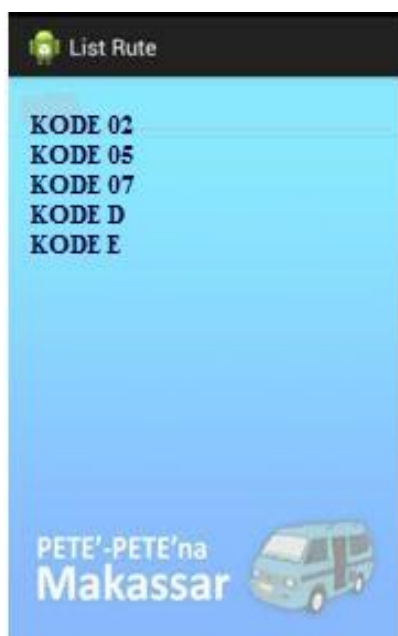 List Rute
KODE 02
KODE 05
KODE 07
KODE D
KODE E
PETE'-PETE'na
Makassar